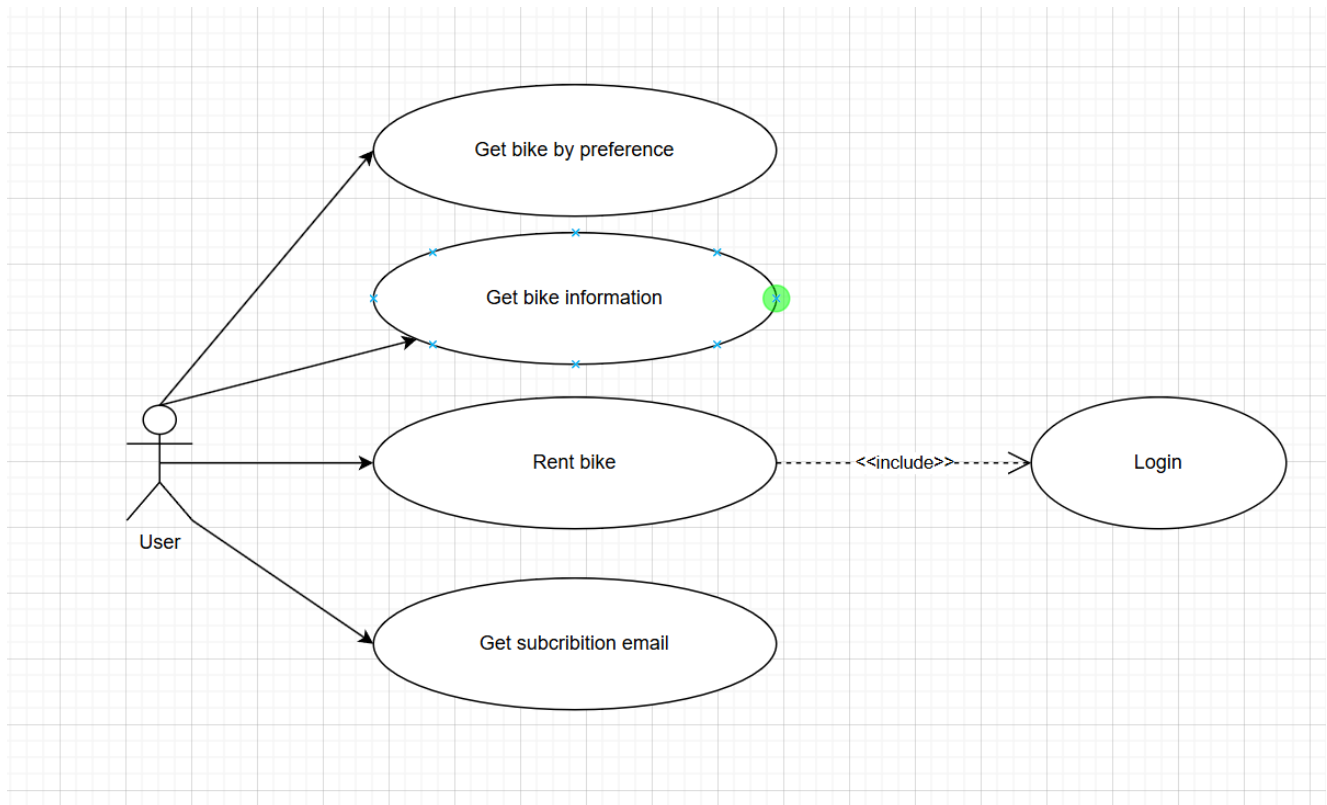 Get bike by preference
Get bike information
Rent bike
<<include>>
Login
User
Get subcribition email